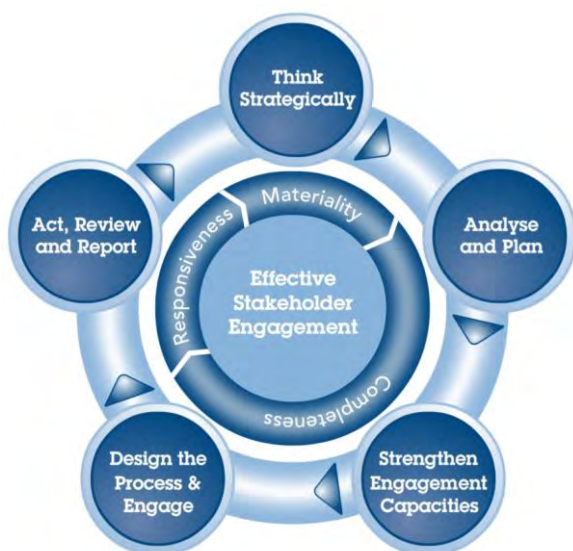 Think
Strategically
Analyse
and Plan
Strengthen
Engagement
Capacities
Design the
Process &
Engage
Act, Review
and Report
Materiality
Completeness
Responsiveness
Effective
Stakeholder
Engagement